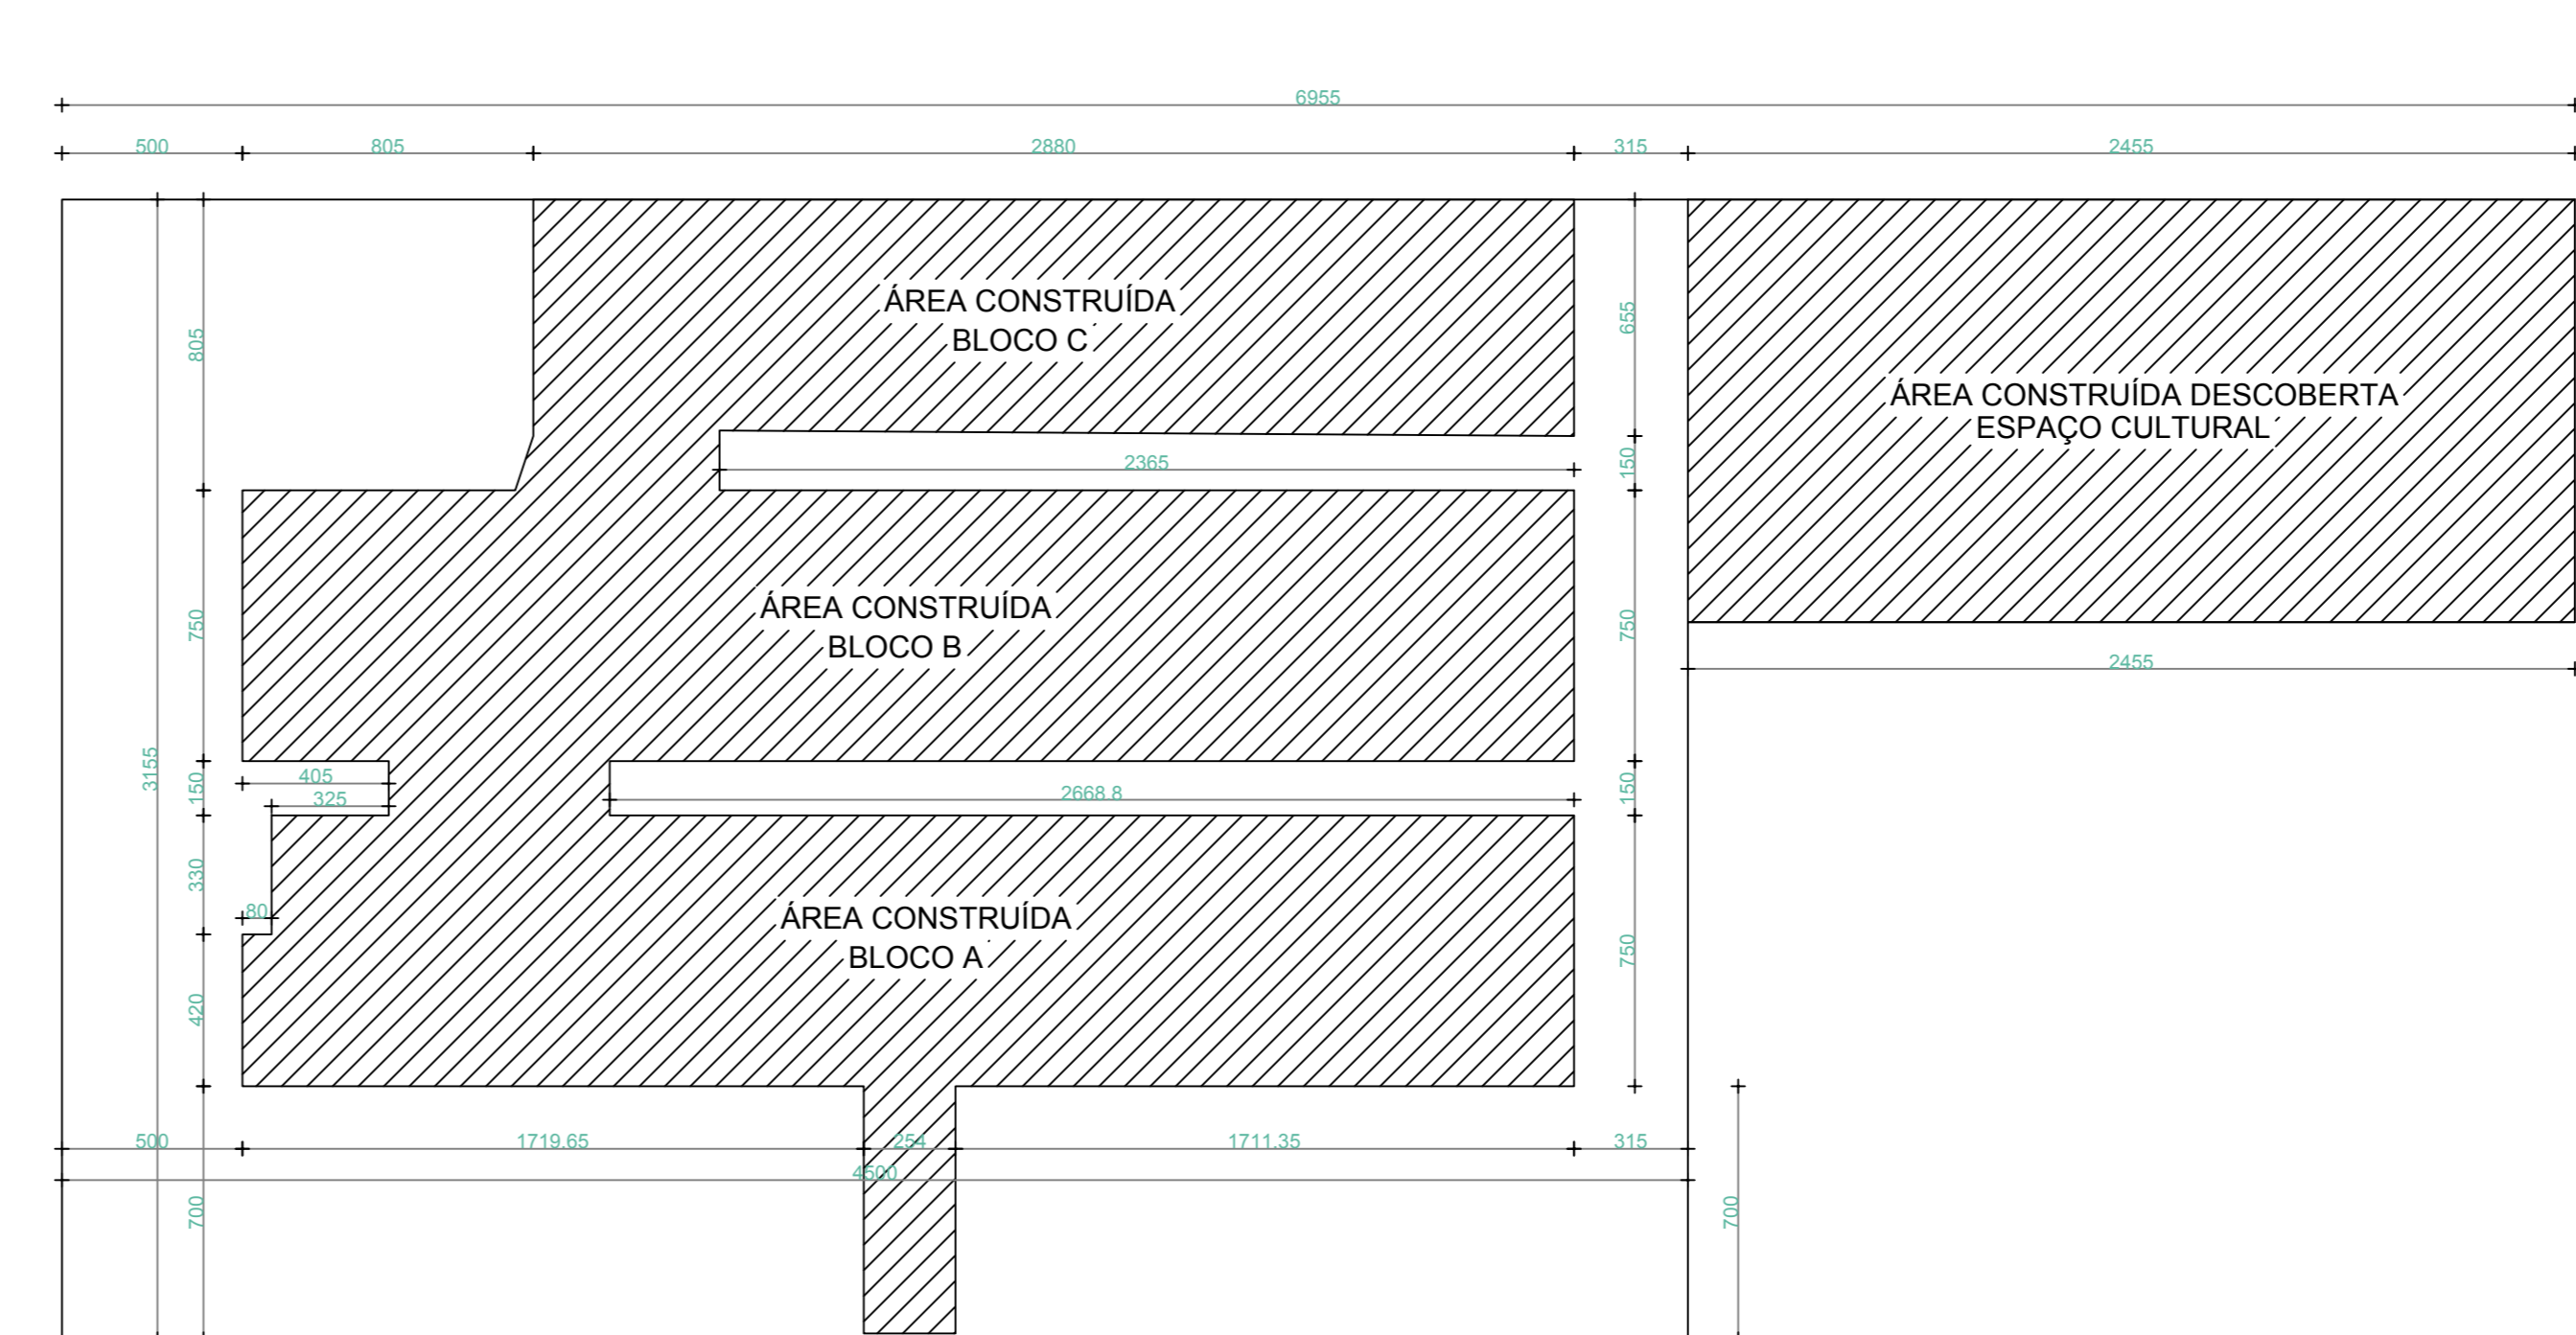 6955
500 805 2880 315 2455
ÁREA CONSTRUÍDA
BLOCO C
805
655
ÁREA CONSTRUÍDA DESCOBERTA
ESPAÇO CULTURAL
2365
150
ÁREA CONSTRUÍDA
BLOCO B
750
750
2455
3155
150
405
325
2668.8
150
330
80
ÁREA CONSTRUÍDA
BLOCO A
750
420
500 1719.65 254 1711.35 315
4500
700
700